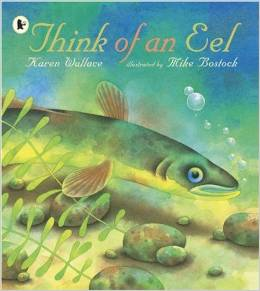 Think of an Eel
Karen Wallace illustrated by Mike Bostock